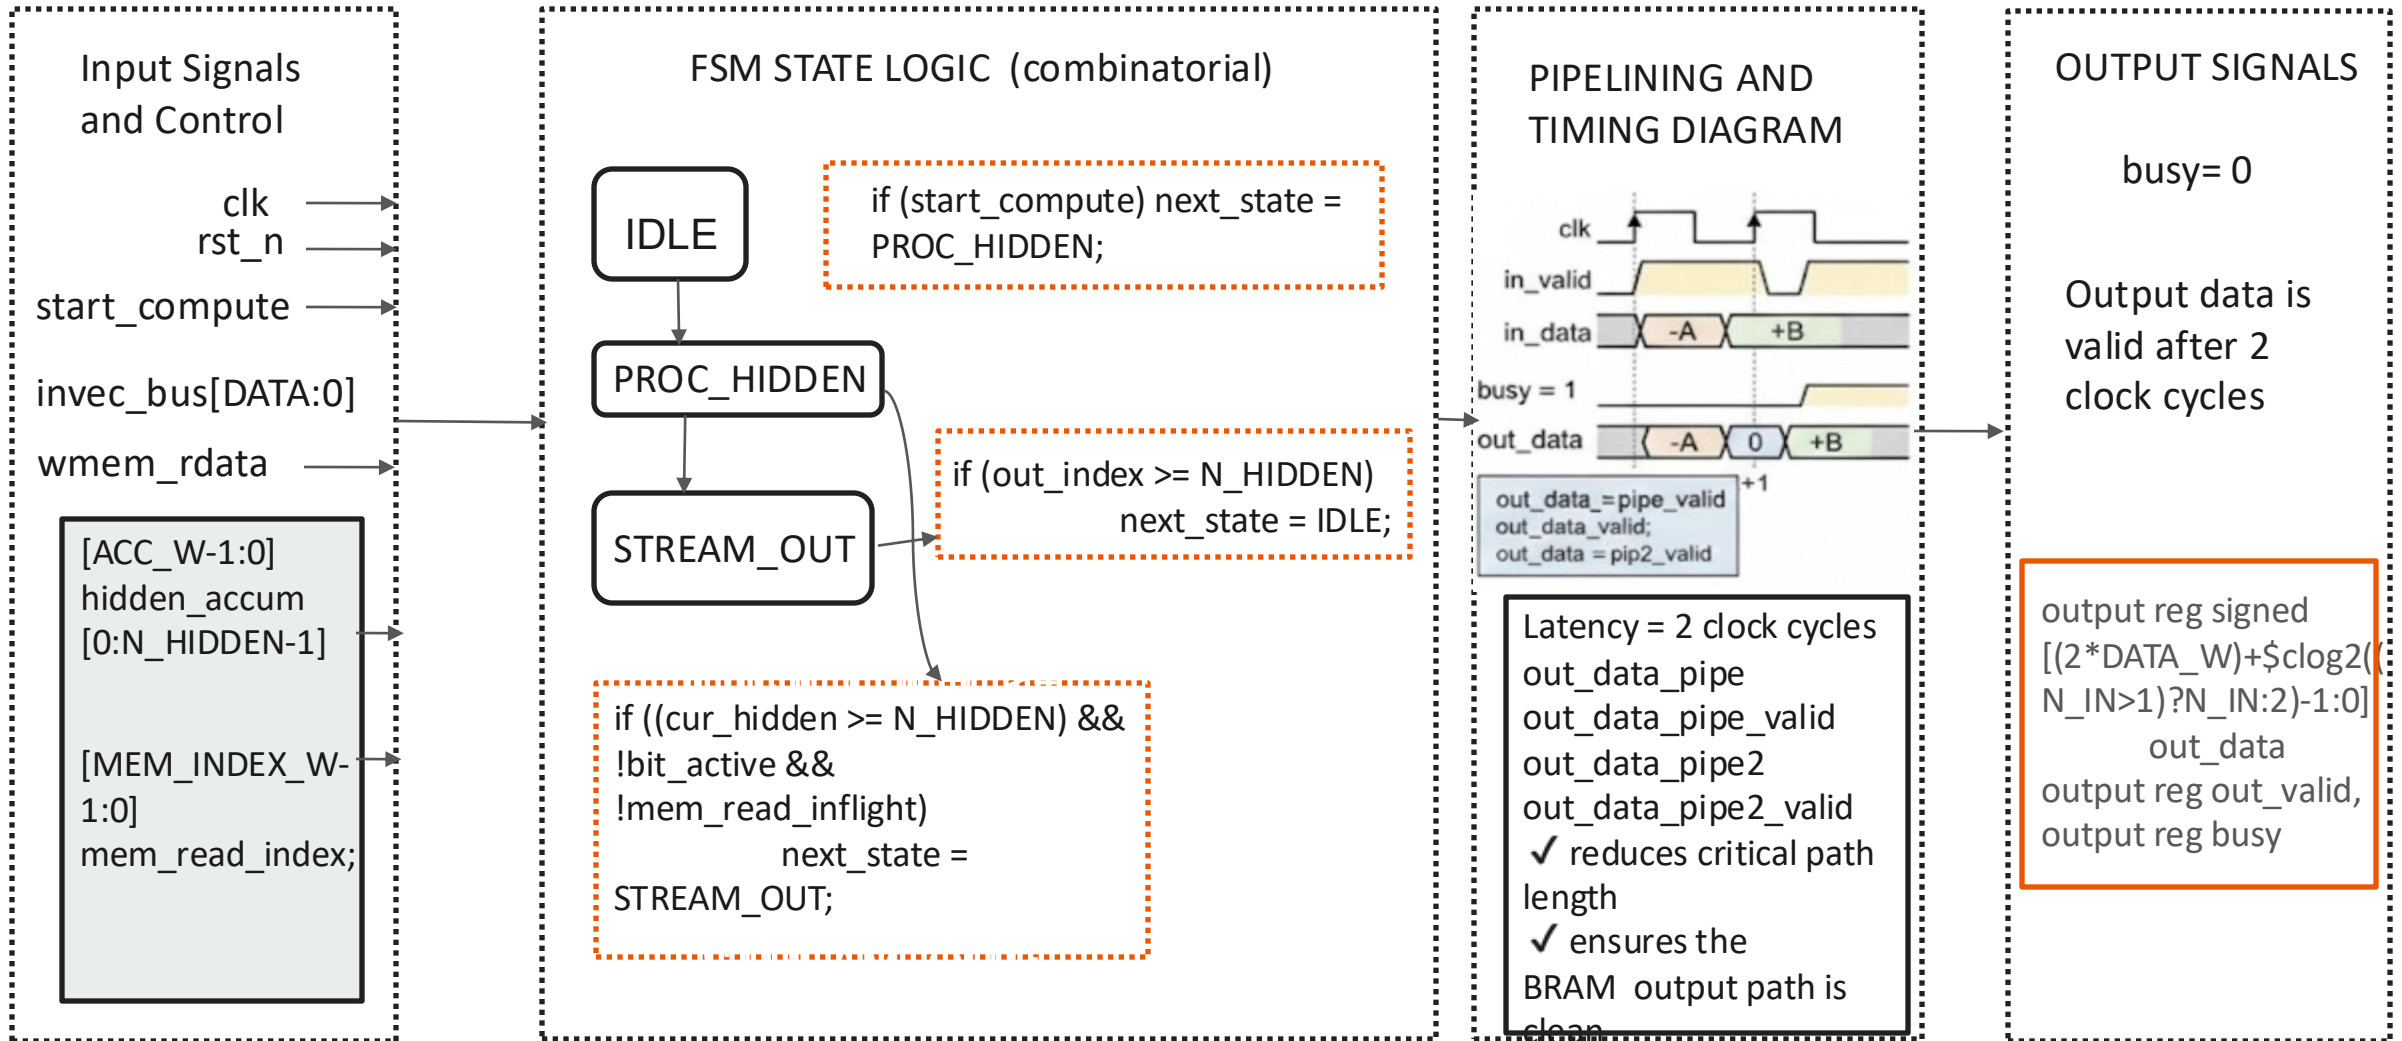 Input Signals
and Control
clk
rst_n
start_compute
invec_bus[DATA:0]
wmem_rdata
[ACC_W-1:0]
hidden_accum
[0:N_HIDDEN-1]
[MEM_INDEX_W-
1:0]
mem_read_index;
FSM STATE LOGIC (combinatorial)
IDLE
if (start_compute) next_state =
PROC_HIDDEN;
PROC_HIDDEN
if (out_index >= N_HIDDEN)
next_state = IDLE;
STREAM_OUT
if ((cur_hidden >= N_HIDDEN) &&
!bit_active &&
!mem_read_inflight)
next_state =
STREAM_OUT;
PIPELINING AND
TIMING DIAGRAM
clk
in_valid
in_data -A +B
busy = 1
out_data -A 0 +B
+1
out_data_=pipe_valid
out_data_valid;
out_data = pip2_valid
Latency = 2 clock cycles
out_data_pipe
out_data_pipe_valid
out_data_pipe2
out_data_pipe2_valid
✓ reduces critical path
length
✓ ensures the
BRAM output path is
clean
OUTPUT SIGNALS
busy= 0
Output data is
valid after 2
clock cycles
output reg signed
[(2*DATA_W)+$clog2((
N_IN>1)?N_IN:2)-1:0]
out_data
output reg out_valid,
output reg busy